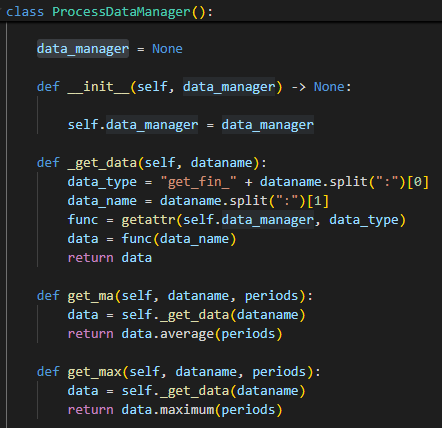 class ProcessDataManager():
data_manager = None
def __init__(self, data_manager) -> None:
self.data_manager = data_manager
def _get_data(self, dataname):
data_type = "get_fin_" + dataname.split(":")[0]
data_name = dataname.split(":")[1]
func = getattr(self.data_manager, data_type)
data = func(data_name)
return data
def get_ma(self, dataname, periods):
data = self._get_data(dataname)
return data.average(periods)
def get_max(self, dataname, periods):
data = self._get_data(dataname)
return data.maximum(periods)